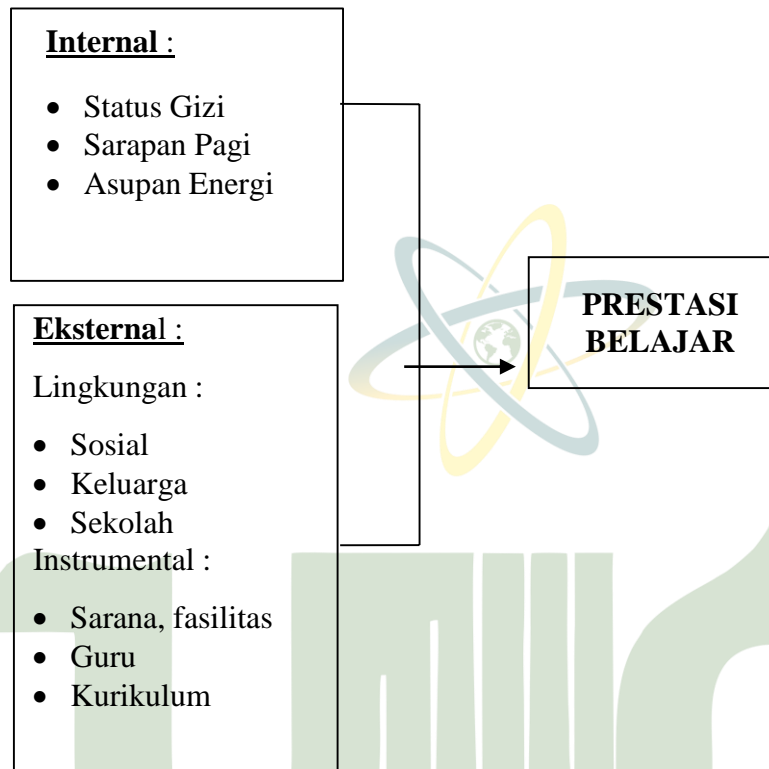 Internal :
• Status Gizi
• Sarapan Pagi
• Asupan Energi
Eksternal :
Lingkungan :
• Sosial
• Keluarga
• Sekolah
Instrumental :
• Sarana, fasilitas
• Guru
• Kurikulum
PRESTASI
BELAJAR